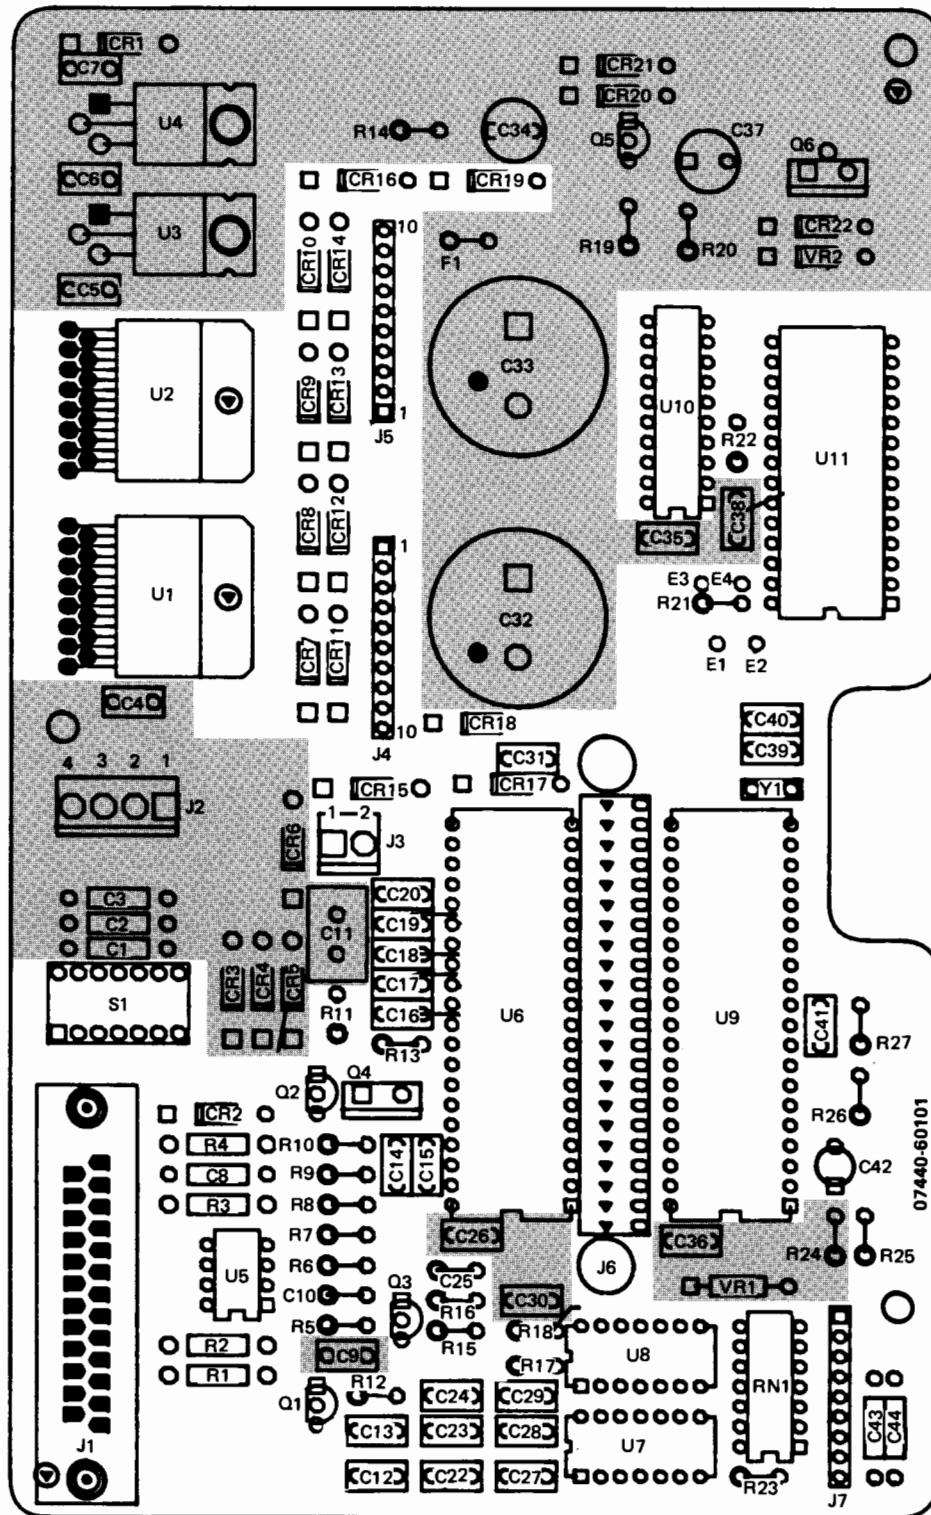 CR1
C7
U4
C6
U3
C5
R14
C34
CR21
CR20
Q5
C37
Q6
CR16
CR19
R19
R20
CR22
VR2
CR10
CR14
10
F1
C33
U2
CR9
CR13
1
J5
U10
R22
U11
CR8
CR12
C35
C38
U1
1
C32
E3
E4
R21
CR7
CR11
E1
E2
C4
10
J4
CR18
C40
C39
4 3 2 1
J2
C31
CR15
CR17
Y1
1 2
J3
CR6
C3
C2
C1
C11
C20
C19
C18
C17
C16
S1
CR3
CR4
CR5
R11
R13
U6
U9
C41
R27
Q2
Q4
R26
07440-60101
CR2
R4
C8
R3
R10
R9
R8
R7
R6
C10
R5
C14
C15
C42
U5
C26
C36
R24
R25
J6
C25
R16
R15
Q3
C30
VR1
R18
R17
U8
RN1
R2
R1
C9
Q1
R12
C24
C29
C13
C23
C28
U7
C43
C44
J1
C12
C22
C27
R23
J7